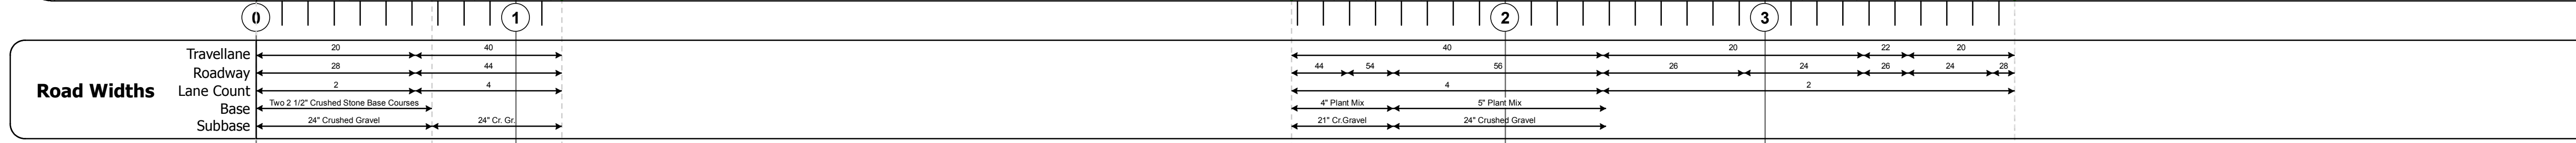 0 1 2 3
Road Widths
Travellane 20 40 40 20 22 20
Roadway 28 44 44 54 56 26 24 26 24 28
Lane Count 2 4 4 2
Base Two 2 1/2" Crushed Stone Base Courses 4" Plant Mix 5" Plant Mix
Subbase 24" Crushed Gravel 24" Cr. Gr. 21" Cr.Gravel 24" Crushed Gravel